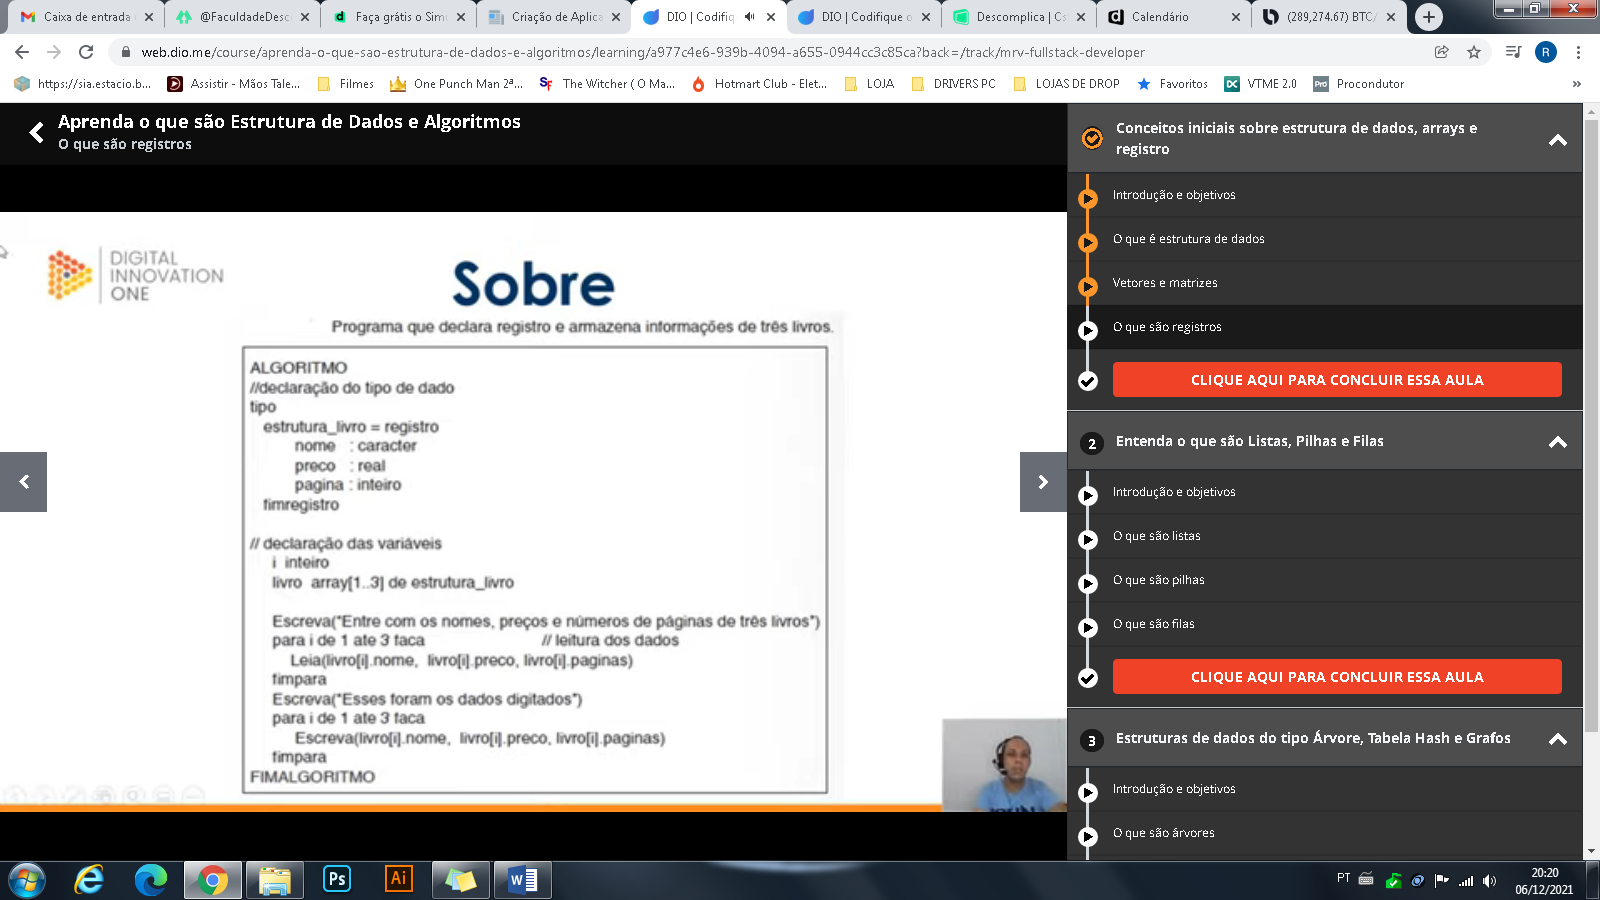 Caixa de entrada
@FaculdadeDesc
Faça grátis o Sim
Criação de Aplica
DIO | Codifiq
DIO | Codifique o
Descomplica | Cs
Calendário
(289,274.67) BTC/
web.dio.me/course/aprenda-o-que-sao-estrutura-de-dados-e-algoritmos/learning/a977c4e6-939b-4094-a655-0944cc3c85ca?back=/track/mrv-fullstack-developer
R
https://sia.estacio.b...
Assistir - Mãos Tale...
Filmes
One Punch Man 2ª...
SF
The Witcher ( O Ma...
Hotmart Club - Elet...
LOJA
DRIVERS PC
LOJAS DE DROP
Favoritos
VTME 2.0
Pro
Procondutor
»
Aprenda o que são Estrutura de Dados e Algoritmos
O que são registros
DIGITAL
INNOVATION
ONE
Sobre
Programa que declara registro e armazena informações de três livros.
ALGORITMO
//declaração do tipo de dado
tipo
estrutura_livro = registro
nome : caracter
preco : real
pagina : inteiro
fimregistro
// declaração das variáveis
i inteiro
livro array[1..3] de estrutura_livro
Escreva("Entre com os nomes, preços e números de páginas de três livros")
para i de 1 ate 3 faca // leitura dos dados
Leia(livro[i].nome, livro[i].preco, livro[i].paginas)
fimpara
Escreva("Esses foram os dados digitados")
para i de 1 ate 3 faca
Escreva(livro[i].nome, livro[i].preco, livro[i].paginas)
fimpara
FIMALGORITMO
Conceitos iniciais sobre estrutura de dados, arrays e
registro
Introdução e objetivos
O que é estrutura de dados
Vetores e matrizes
O que são registros
CLIQUE AQUI PARA CONCLUIR ESSA AULA
2
Entenda o que são Listas, Pilhas e Filas
Introdução e objetivos
O que são listas
O que são pilhas
O que são filas
CLIQUE AQUI PARA CONCLUIR ESSA AULA
3
Estruturas de dados do tipo Árvore, Tabela Hash e Grafos
Introdução e objetivos
O que são árvores
Ps
Ai
PT
20:20
06/12/2021